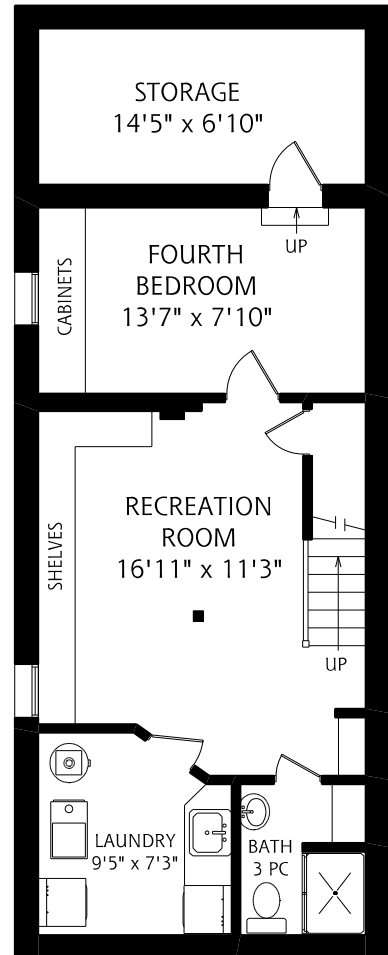 STORAGE
14'5" x 6'10"
UP
FOURTH
BEDROOM
13'7" x 7'10"
CABINETS
RECREATION
ROOM
16'11" x 11'3"
SHELVES
UP
LAUNDRY
9'5" x 7'3"
BATH
3 PC